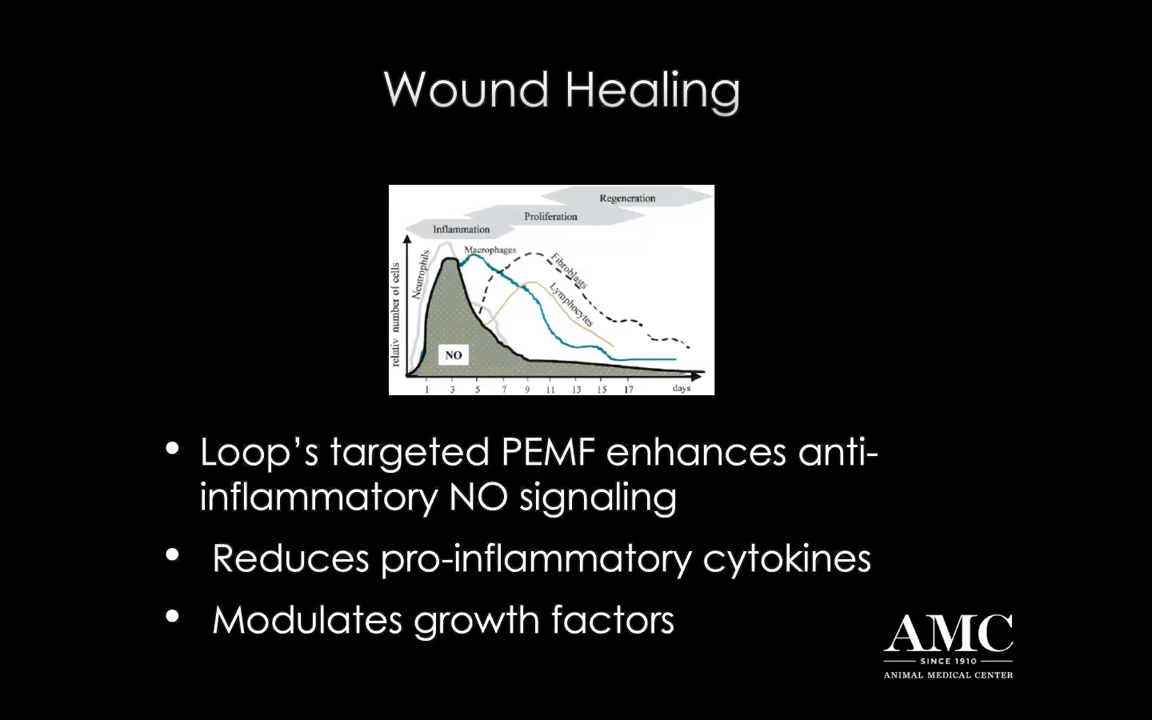 Wound Healing
Regeneration
Proliferation
Inflammation
Macrophages
Neutrophils
Fibroblasts
Lymphocytes
relativ number of cells
NO
1 3 5 7 9 11 13 15 17 days
• Loop’s targeted PEMF enhances anti-
inflammatory NO signaling
• Reduces pro-inflammatory cytokines
• Modulates growth factors
AMC
SINCE 1910
ANIMAL MEDICAL CENTER